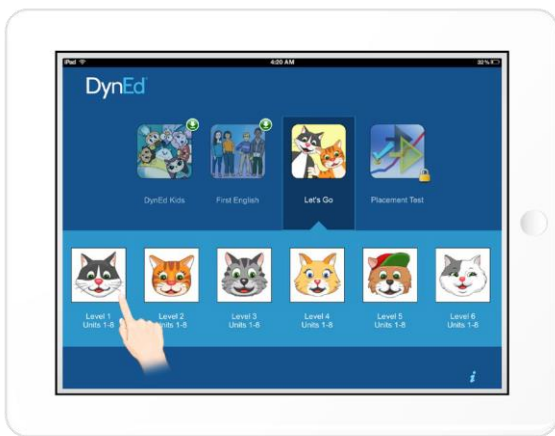 iPad
4:20 AM
32%
DynEd
DynEd Kids
First English
Let's Go
Placement Test
Level 1
Units 1-8
Level 2
Units 1-8
Level 3
Units 1-8
Level 4
Units 1-8
Level 5
Units 1-8
Level 6
Units 1-8
i